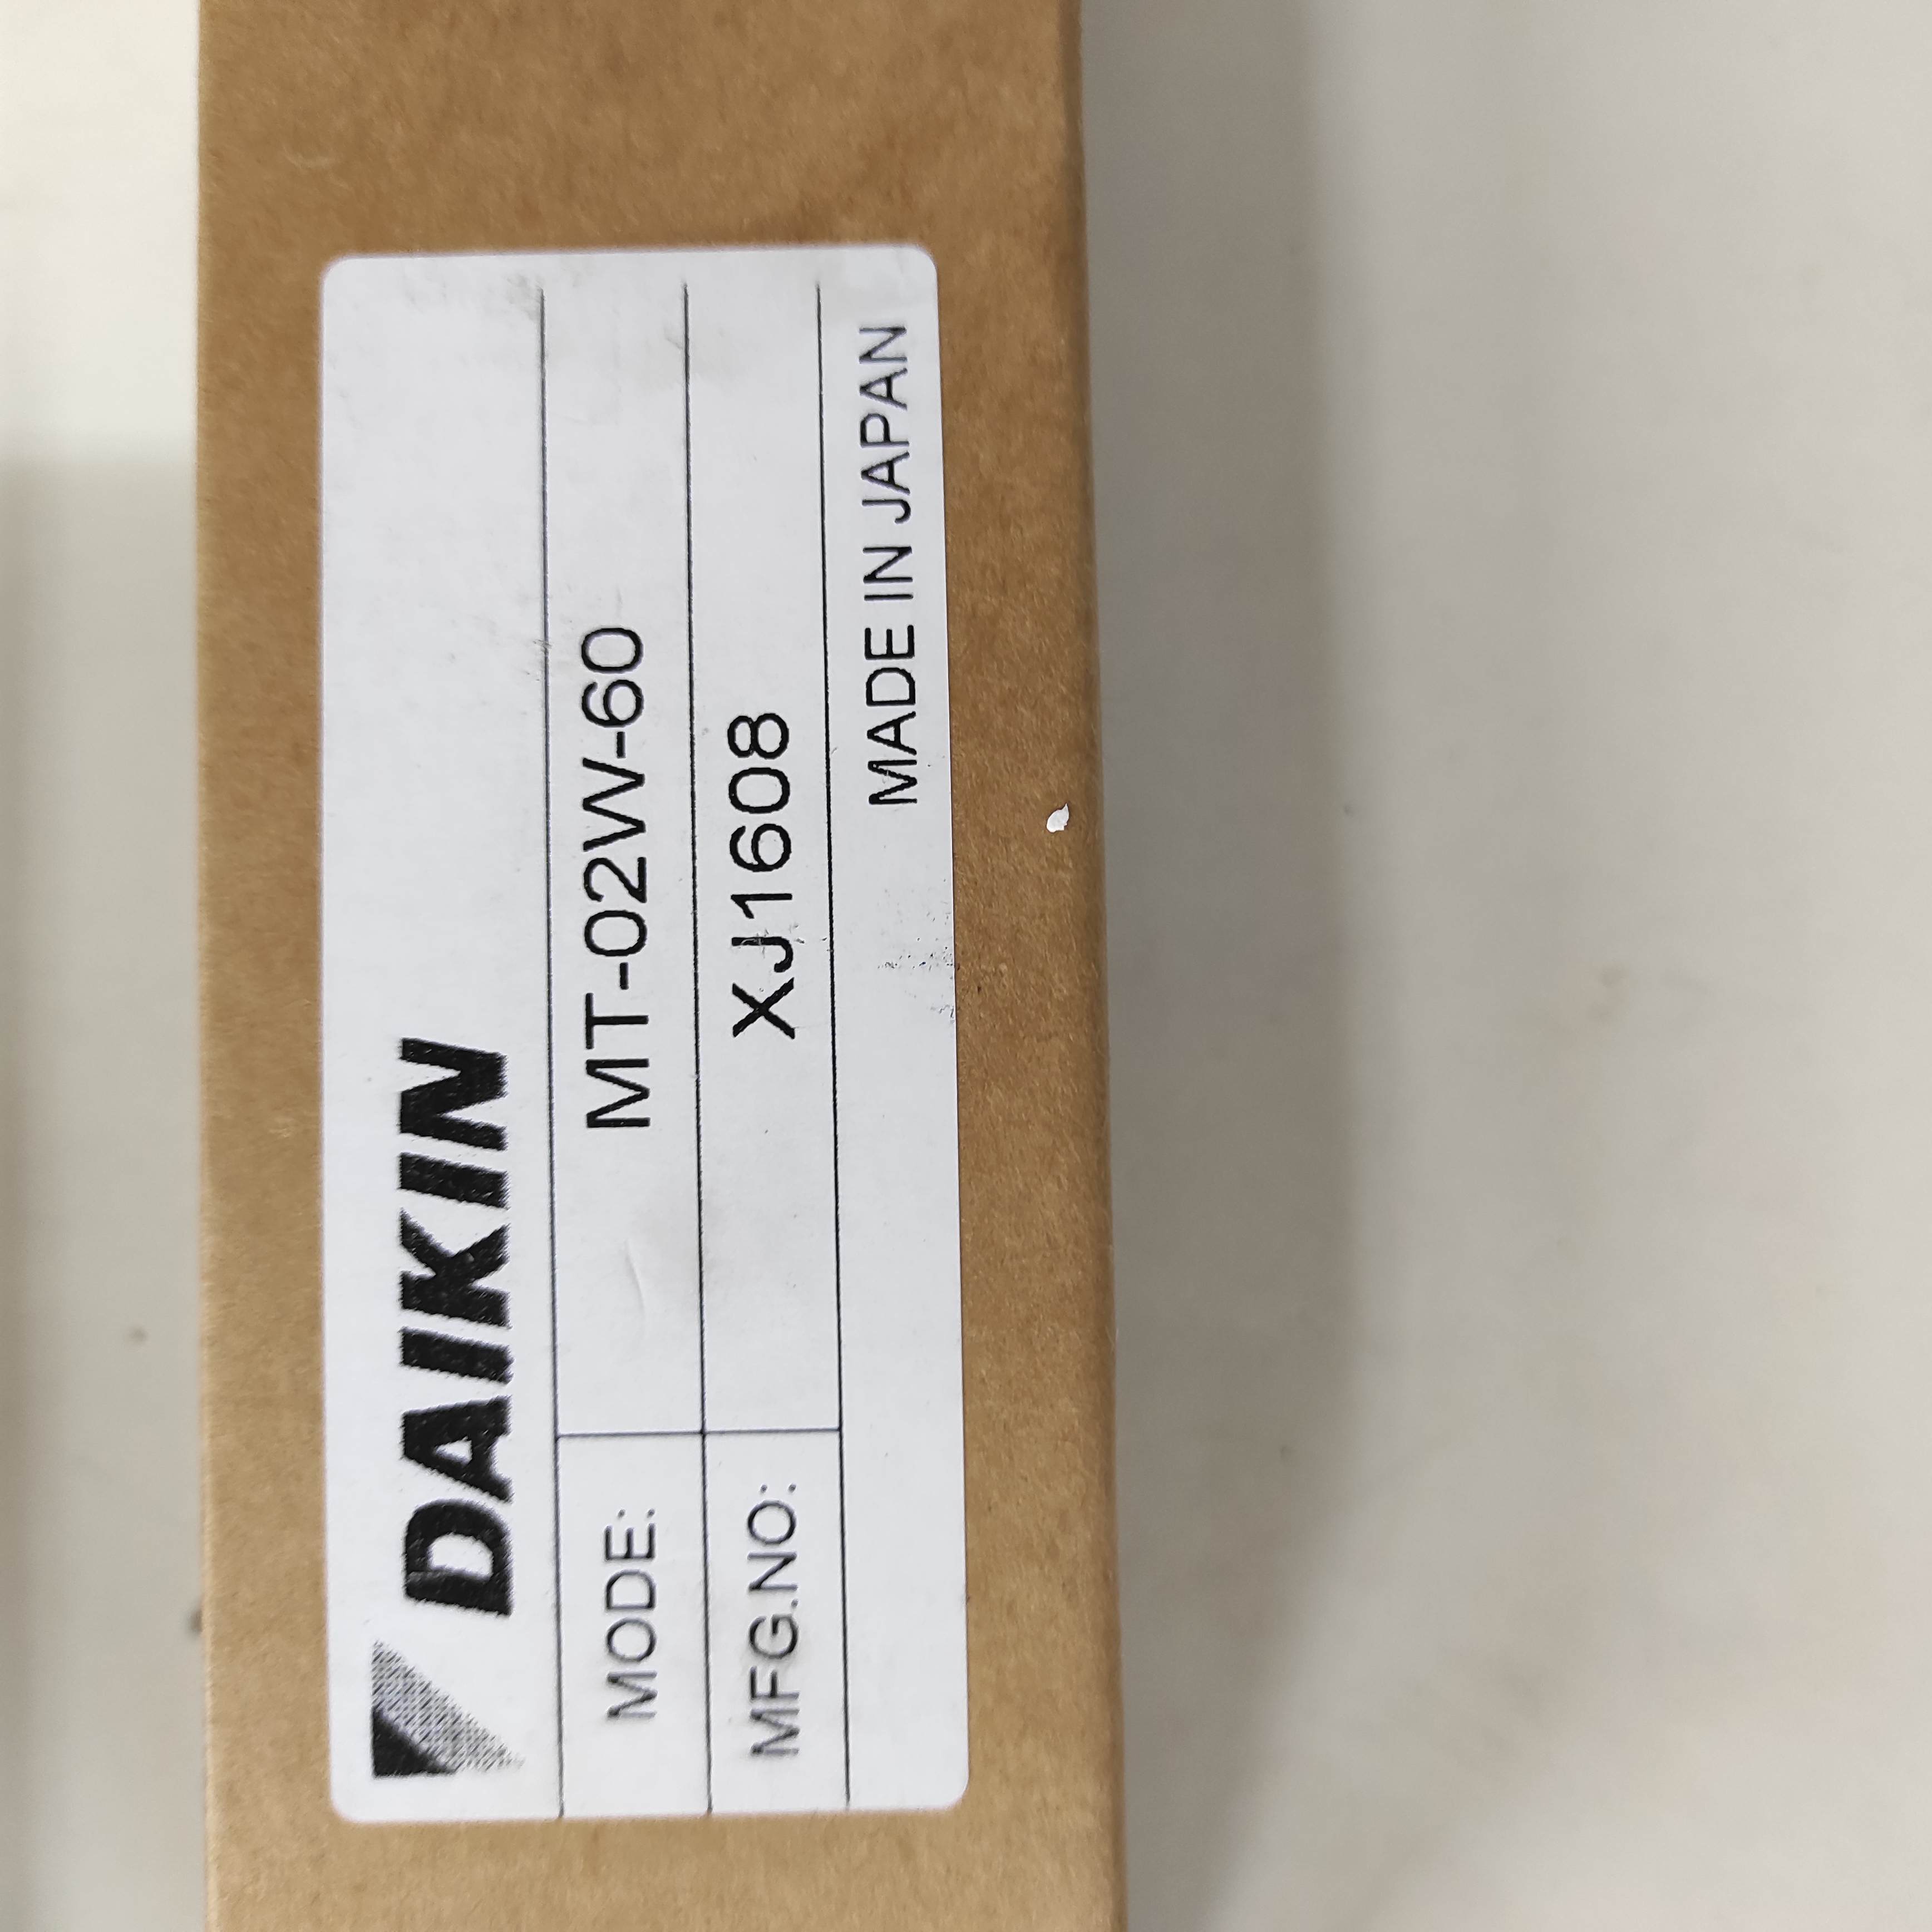 DAIKIN
MODE: MT-02W-60
MFG.NO: XJ1608
MADE IN JAPAN